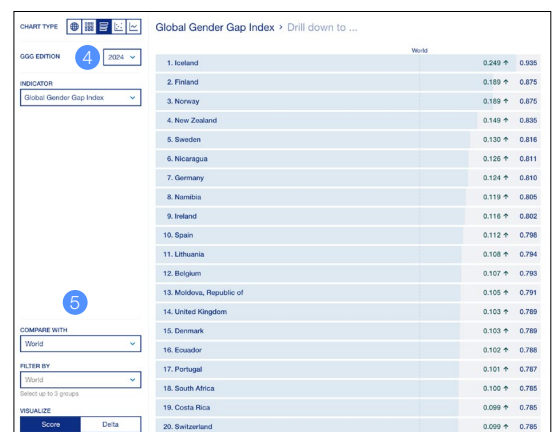 CHART TYPE
Global Gender Gap Index > Drill down to ...
GGG EDITION
4
2024
INDICATOR
Global Gender Gap Index
World
1. Iceland 0.249 ↑ 0.935
2. Finland 0.189 ↑ 0.875
3. Norway 0.189 ↑ 0.875
4. New Zealand 0.149 ↑ 0.835
5. Sweden 0.130 ↑ 0.816
6. Nicaragua 0.126 ↑ 0.811
7. Germany 0.124 ↑ 0.810
8. Namibia 0.119 ↑ 0.805
9. Ireland 0.116 ↑ 0.802
10. Spain 0.112 ↑ 0.798
11. Lithuania 0.108 ↑ 0.794
12. Belgium 0.107 ↑ 0.793
13. Moldova, Republic of 0.105 ↑ 0.791
14. United Kingdom 0.103 ↑ 0.789
15. Denmark 0.103 ↑ 0.789
16. Ecuador 0.102 ↑ 0.788
17. Portugal 0.101 ↑ 0.787
18. South Africa 0.100 ↑ 0.785
19. Costa Rica 0.099 ↑ 0.785
20. Switzerland 0.099 ↑ 0.785
5
COMPARE WITH
World
FILTER BY
World
Select up to 3 groups
VISUALIZE
Score Delta